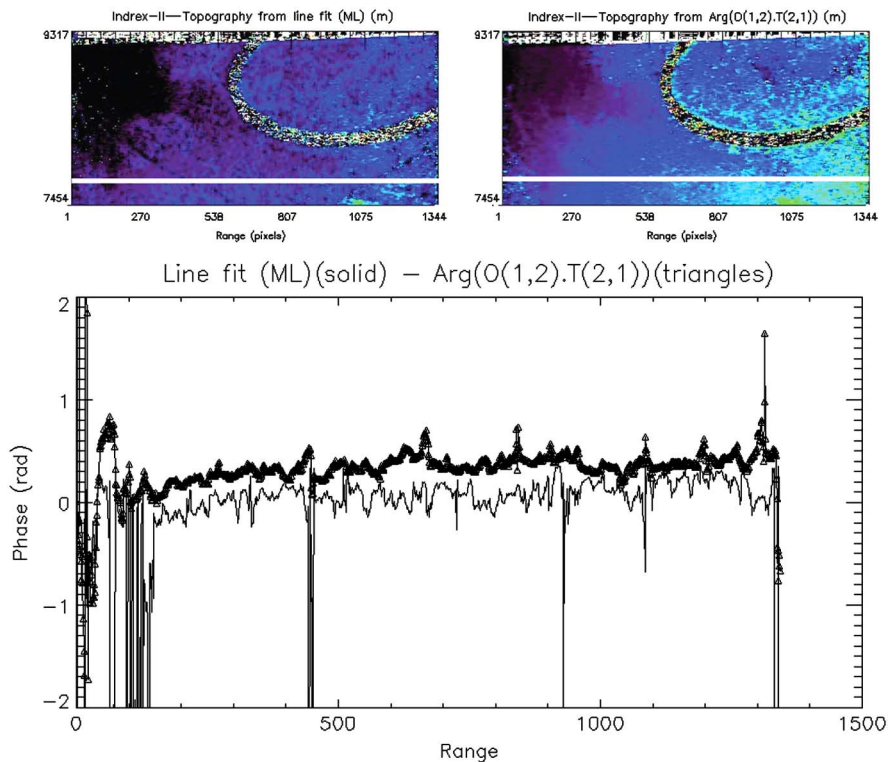 Indrex-II—Topography from line fit (ML) (m)
9317
7454
1 270 538 807 1075 1344
Range (pixels)
Indrex-II—Topography from Arg(O(1,2).T(2,1)) (m)
9317
7454
1 270 538 807 1075 1344
Range (pixels)
Line fit (ML)(solid) – Arg(O(1,2).T(2,1))(triangles)
Phase (rad)
2
1
0
-1
-2
0 500 1000 1500
Range